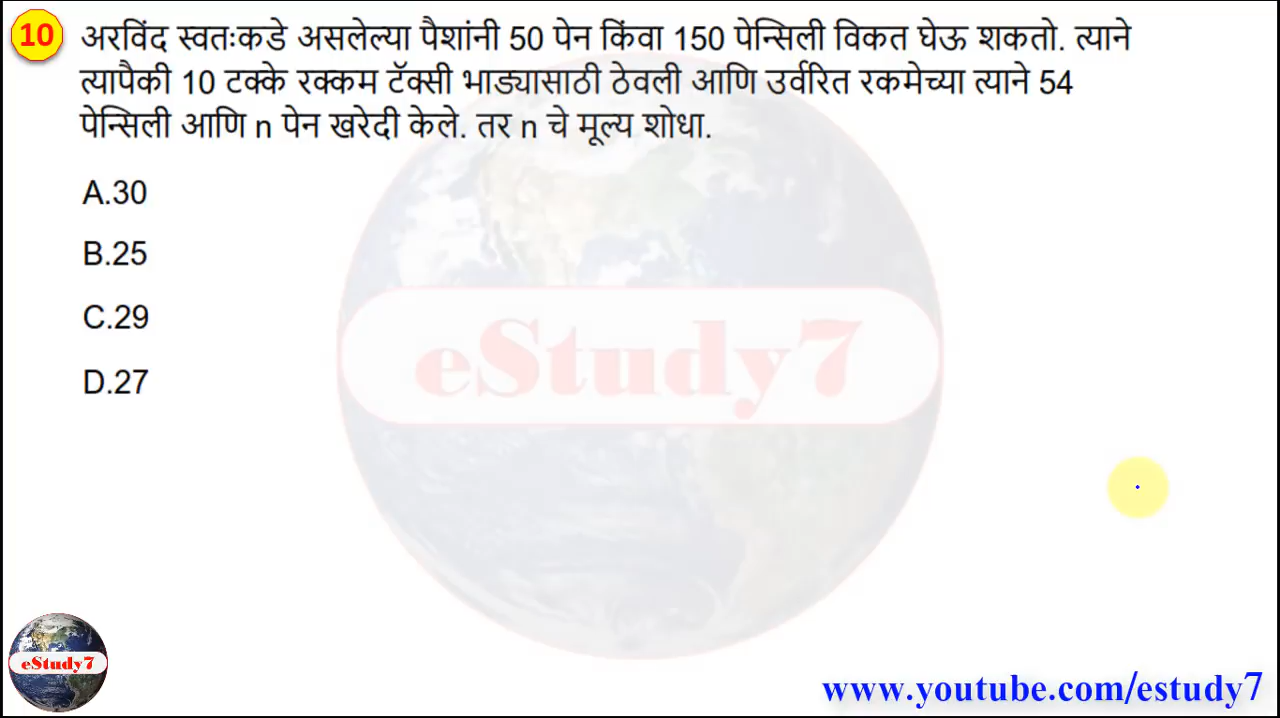 10
अरविंद स्वतःकडे असलेल्या पैशांनी 50 पेन किंवा 150 पेन्सिली विकत घेऊ शकतो. त्याने
त्यापैकी 10 टक्के रक्कम टॅक्सी भाड्यासाठी ठेवली आणि उर्वरित रकमेच्या त्याने 54
पेन्सिली आणि n पेन खरेदी केले. तर n चे मूल्य शोधा.
A.30
B.25
C.29
D.27
eStudy7
eStudy7
www.youtube.com/estudy7